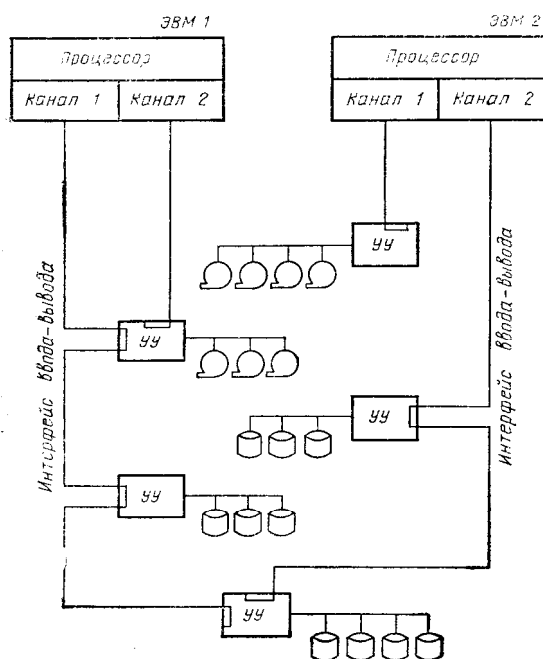 ЭВМ 1
ЭВМ 2
Процессор
Процессор
Канал 1
Канал 2
Канал 1
Канал 2
УУ
Интерфейс ввода-вывода
Интерфейс ввода-вывода
УУ
УУ
УУ
УУ